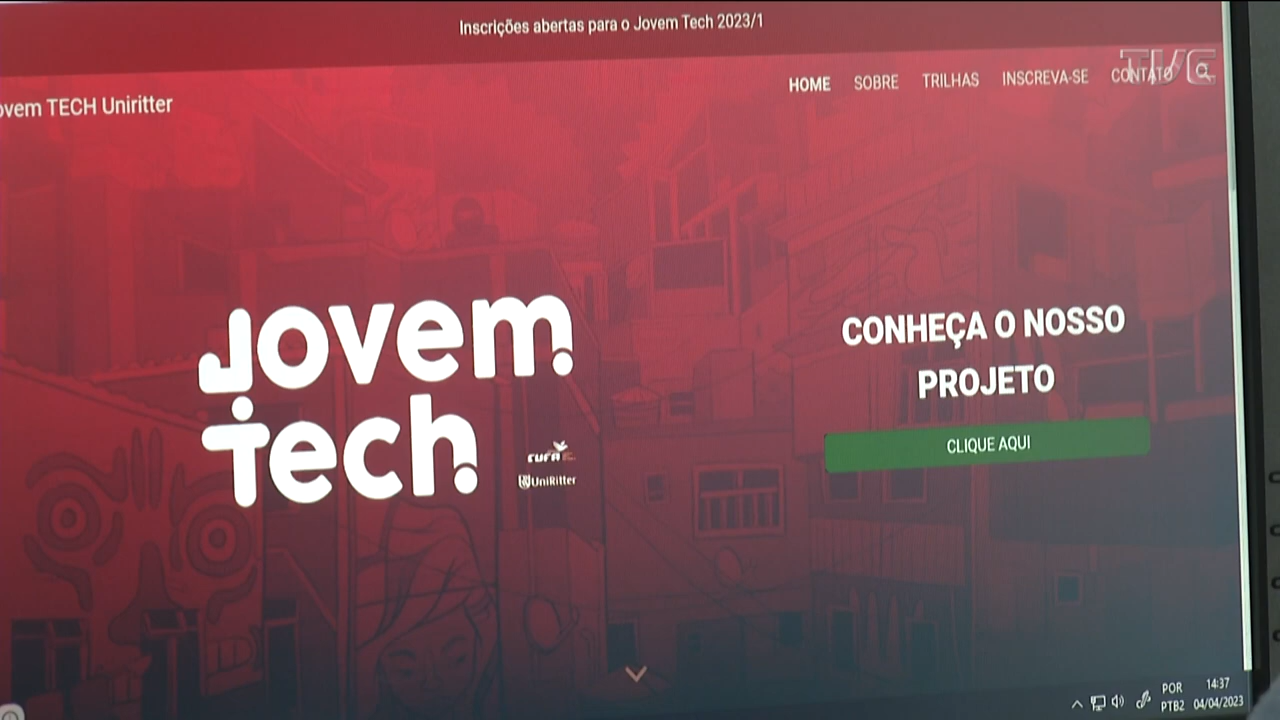 Inscrições abertas para o Jovem Tech 2023/1
TVE
ovem TECH Uniritter
HOME SOBRE TRILHAS INSCREVA-SE CONTATO
Jovem.
Tech.
CUFA
UniRitter
CONHEÇA O NOSSO
PROJETO
CLIQUE AQUI
POR
PTB2
14:37
04/04/2023